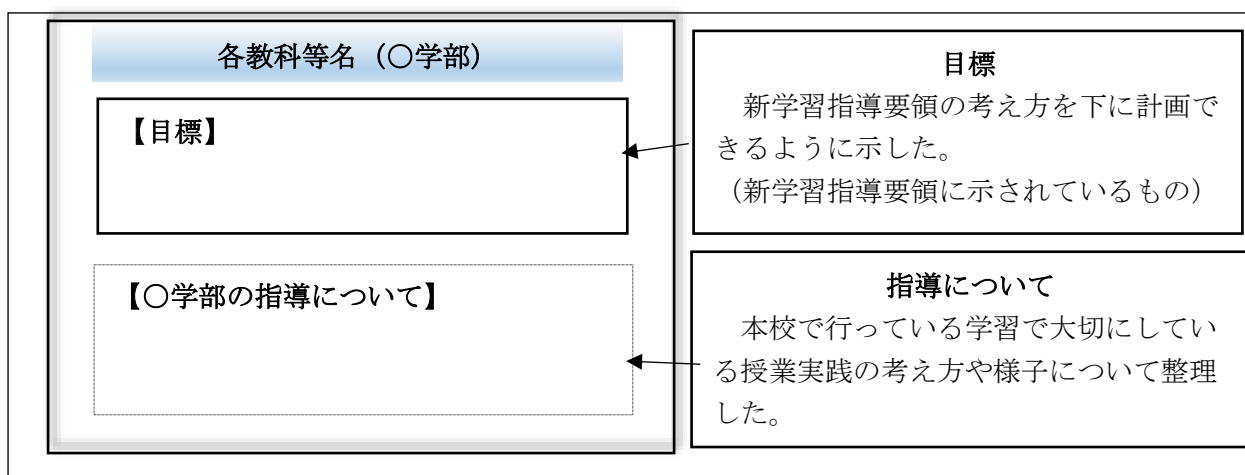 各教科等名（○学部）
【目標】
【○学部の指導について】
目標
新学習指導要領の考え方を下に計画で
きるように示した。
（新学習指導要領に示されているもの）
指導について
本校で行っている学習で大切にしてい
る授業実践の考え方や様子について整理
した。